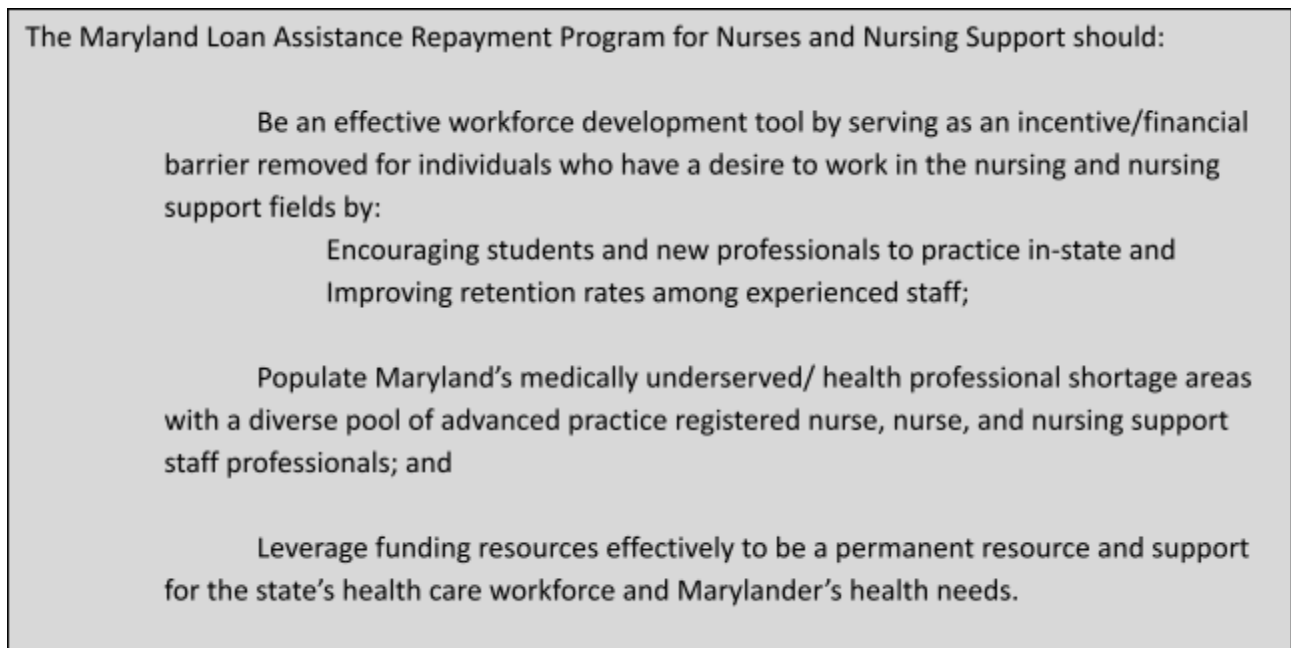 The Maryland Loan Assistance Repayment Program for Nurses and Nursing Support should:
Be an effective workforce development tool by serving as an incentive/financial
barrier removed for individuals who have a desire to work in the nursing and nursing
support fields by:
Encouraging students and new professionals to practice in-state and
Improving retention rates among experienced staff;
Populate Maryland’s medically underserved/ health professional shortage areas
with a diverse pool of advanced practice registered nurse, nurse, and nursing support
staff professionals; and
Leverage funding resources effectively to be a permanent resource and support
for the state’s health care workforce and Marylander’s health needs.